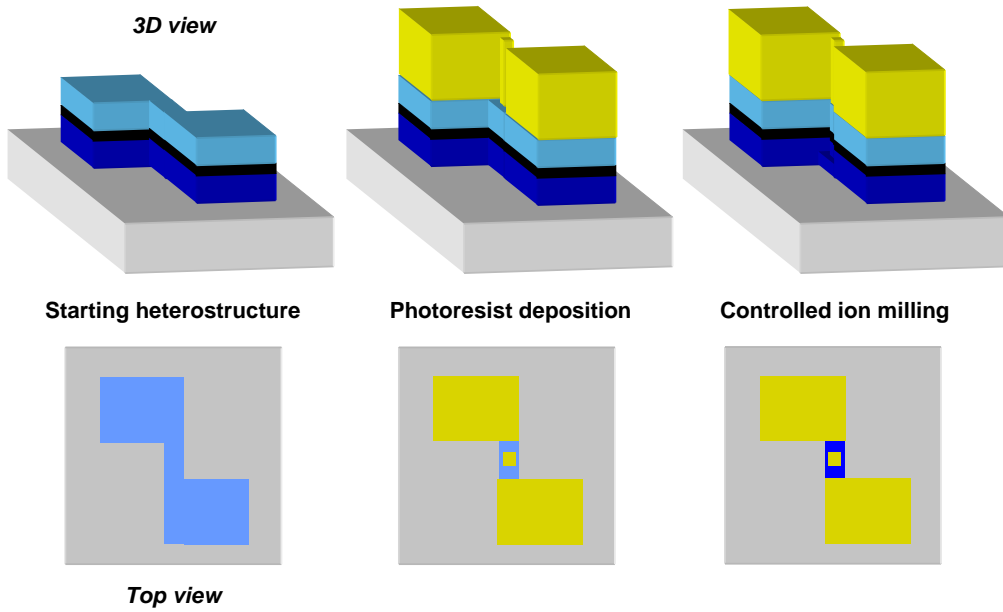 3D view
Starting heterostructure
Photoresist deposition
Controlled ion milling
Top view